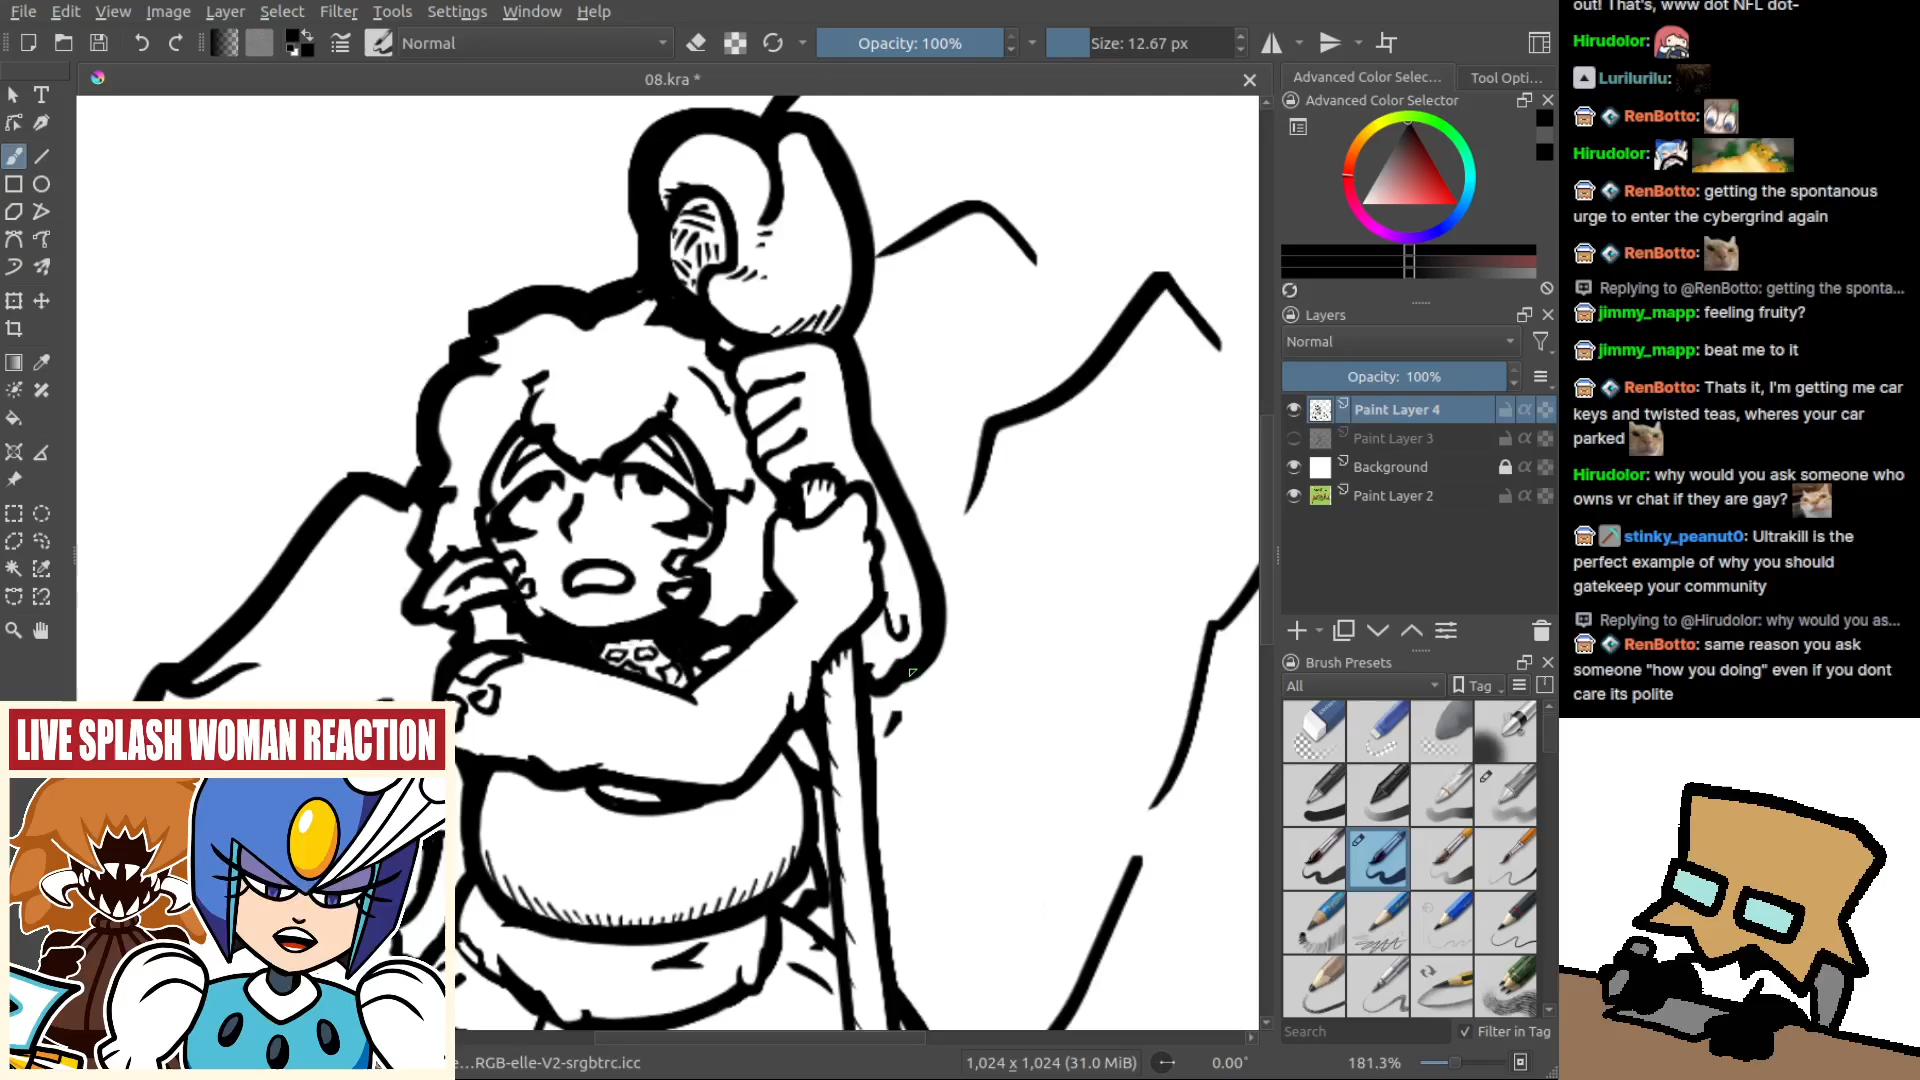 File Edit View Image Layer Select Filter Tools Settings Window Help
Normal
Opacity: 100%
Size: 12.67 px
08.kra *
Advanced Color Selec...
Tool Opti...
Advanced Color Selector
Layers
Normal
Opacity: 100%
Paint Layer 4
Paint Layer 3
Background
Paint Layer 2
Brush Presets
All
Tag
Search
Filter in Tag
e...RGB-elle-V2-srgbtrc.icc
1,024 x 1,024 (31.0 MiB)
0.00°
181.3%
out! That's, www dot NFL dot-
Hirudolor:
Lurilurilu:
RenBotto:
Hirudolor:
RenBotto: getting the spontanous
urge to enter the cybergrind again
RenBotto:
Replying to @RenBotto: getting the sponta...
jimmy_mapp: feeling fruity?
jimmy_mapp: beat me to it
RenBotto: Thats it, I'm getting me car
keys and twisted teas, wheres your car
parked
Hirudolor: why would you ask someone who
owns vr chat if they are gay?
stinky_peanut0: Ultrakill is the
perfect example of why you should
gatekeep your community
Replying to @Hirudolor: why would you as...
RenBotto: same reason you ask
someone "how you doing" even if you dont
care its polite
LIVE SPLASH WOMAN REACTION